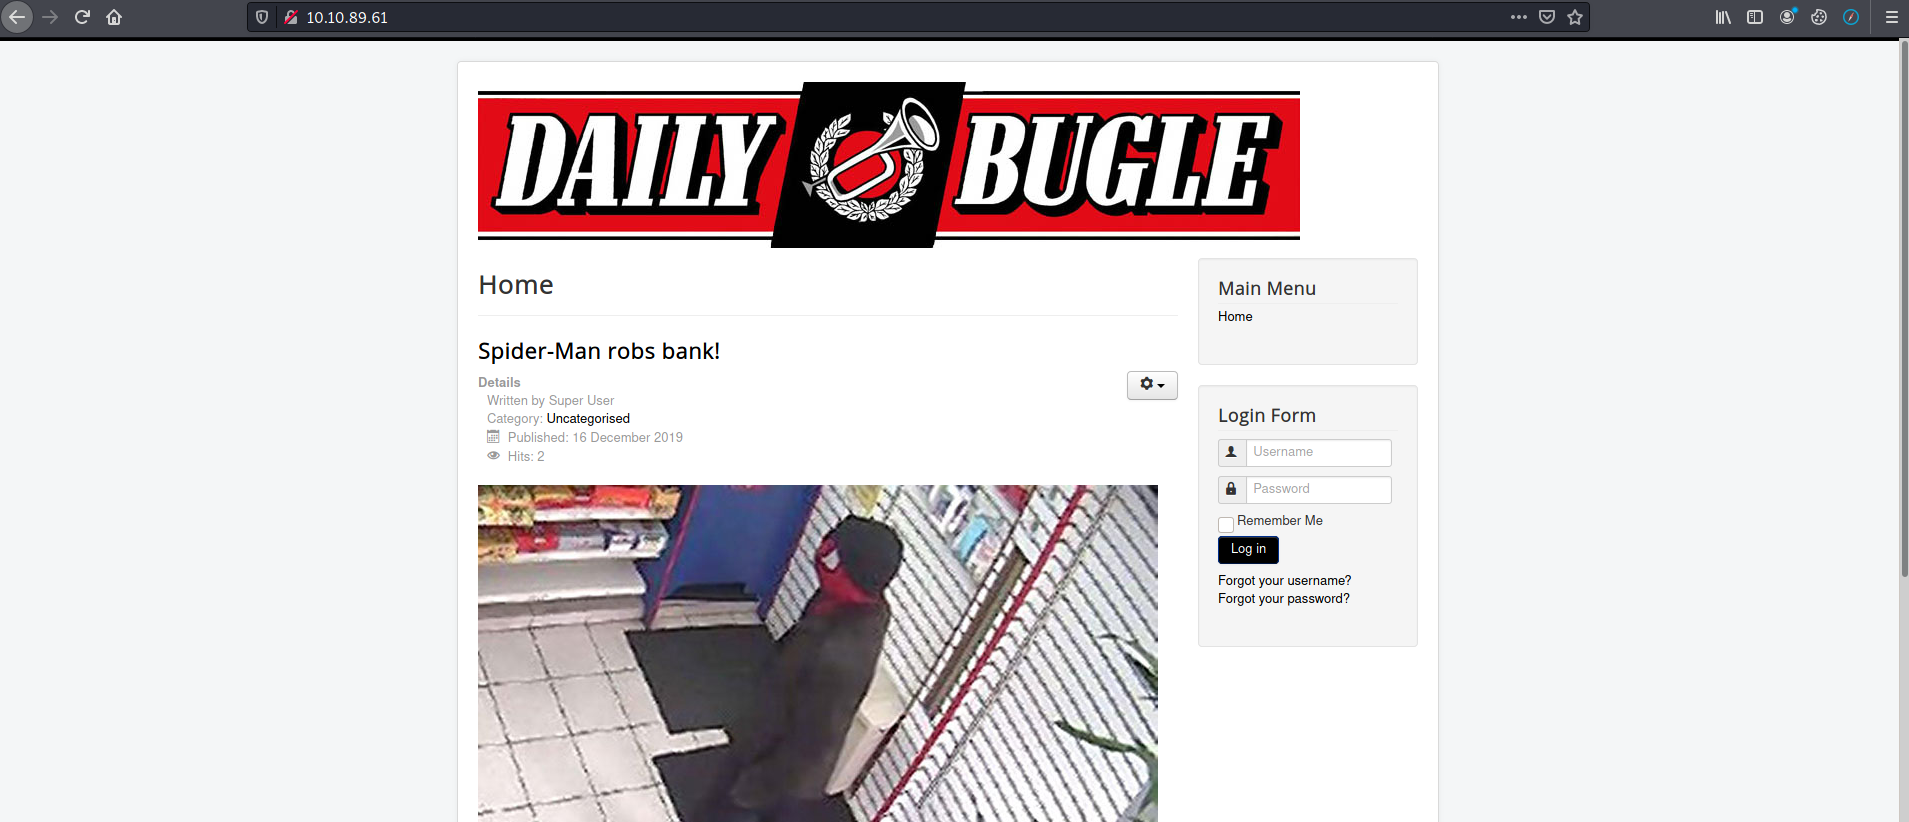 10.10.89.61
DAILY BUGLE
Home
Spider-Man robs bank!
Details
Written by Super User
Category: Uncategorised
Published: 16 December 2019
Hits: 2
Main Menu
Home
Login Form
Username
Password
Remember Me
Log in
Forgot your username?
Forgot your password?